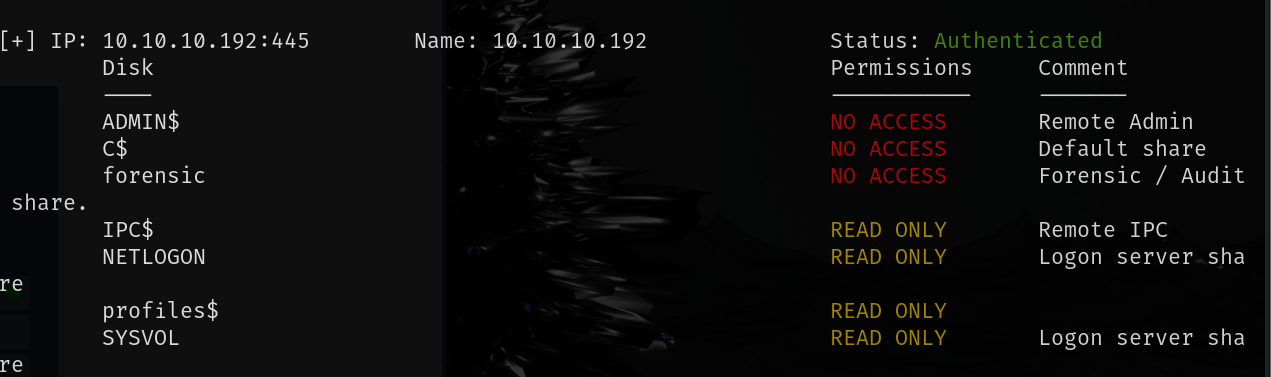 [+] IP: 10.10.10.192:445 Name: 10.10.10.192 Status: Authenticated
Disk Permissions Comment
---- ----------- -------
ADMIN$ NO ACCESS Remote Admin
C$ NO ACCESS Default share
forensic NO ACCESS Forensic / Audit
share.
IPC$ READ ONLY Remote IPC
NETLOGON READ ONLY Logon server sha
re
profiles$ READ ONLY
SYSVOL READ ONLY Logon server sha
re